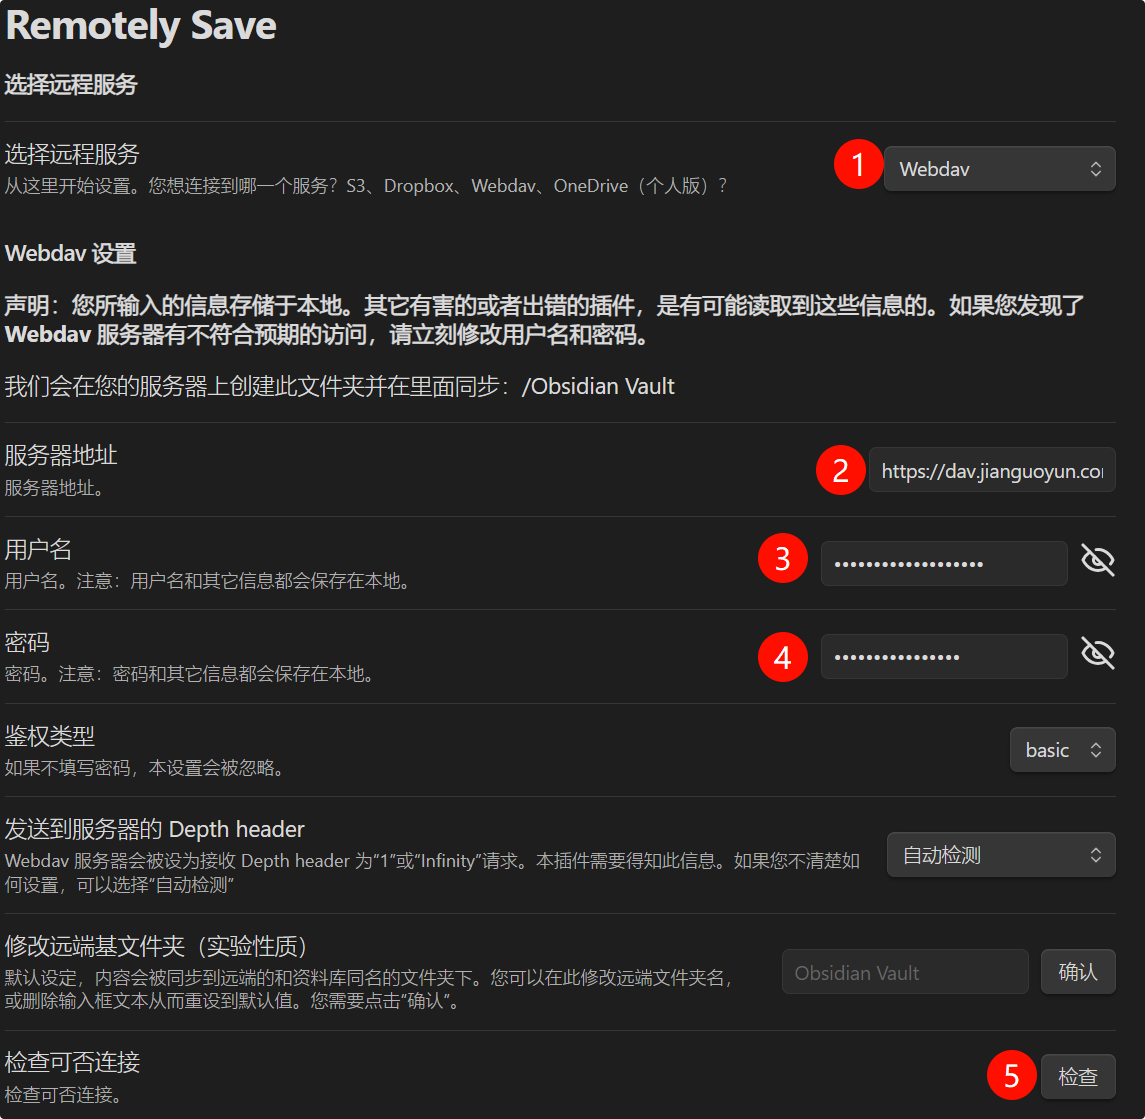 Remotely Save
选择远程服务
选择远程服务
从这里开始设置。您想连接到哪一个服务？S3、Dropbox、Webdav、OneDrive（个人版）？
1
Webdav
Webdav 设置
声明：您所输入的信息存储于本地。其它有害的或者出错的插件，是有可能读取到这些信息的。如果您发现了
Webdav 服务器有不符合预期的访问，请立刻修改用户名和密码。
我们会在您的服务器上创建此文件夹并在里面同步：/Obsidian Vault
服务器地址
服务器地址。
2
https://dav.jianguoyun.co
用户名
用户名。注意：用户名和其它信息都会保存在本地。
3
密码
密码。注意：密码和其它信息都会保存在本地。
4
鉴权类型
如果不填写密码，本设置会被忽略。
basic
发送到服务器的 Depth header
Webdav 服务器会被设为接收 Depth header 为“1”或“Infinity”请求。本插件需要得知此信息。如果您不清楚如
何设置，可以选择“自动检测”
自动检测
修改远端基文件夹（实验性质）
默认设定，内容会被同步到远端的和资料库同名的文件夹下。您可以在此修改远端文件夹名，
或删除输入框文本从而重设到默认值。您需要点击“确认”。
Obsidian Vault
确认
检查可否连接
检查可否连接。
5
检查